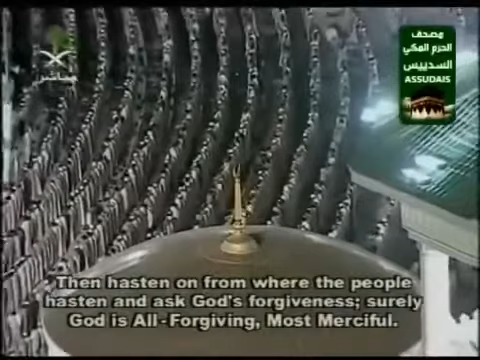 مصحف
الحرم المكي
السديس
ASSUDAIS
مباشر
Then hasten on from where the people
hasten and ask God's forgiveness; surely
God is All-Forgiving, Most Merciful.